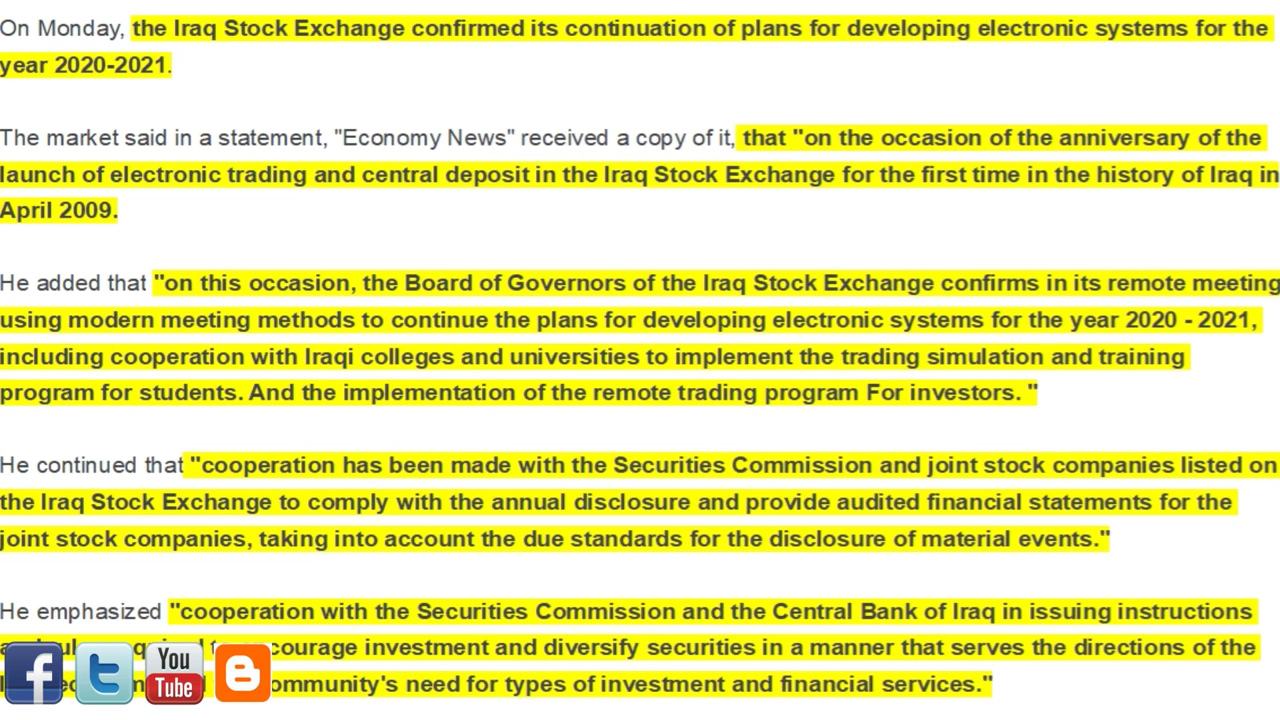 On Monday, the Iraq Stock Exchange confirmed its continuation of plans for developing electronic systems for the
year 2020-2021.
The market said in a statement, "Economy News" received a copy of it, that "on the occasion of the anniversary of the
launch of electronic trading and central deposit in the Iraq Stock Exchange for the first time in the history of Iraq in
April 2009.
He added that "on this occasion, the Board of Governors of the Iraq Stock Exchange confirms in its remote meeting
using modern meeting methods to continue the plans for developing electronic systems for the year 2020 - 2021,
including cooperation with Iraqi colleges and universities to implement the trading simulation and training
program for students. And the implementation of the remote trading program For investors. "
He continued that "cooperation has been made with the Securities Commission and joint stock companies listed on
the Iraq Stock Exchange to comply with the annual disclosure and provide audited financial statements for the
joint stock companies, taking into account the due standards for the disclosure of material events."
He emphasized "cooperation with the Securities Commission and the Central Bank of Iraq in issuing instructions
investment and diversify securities in a manner that serves the directions of the
need for types of investment and financial services."
You
Tube